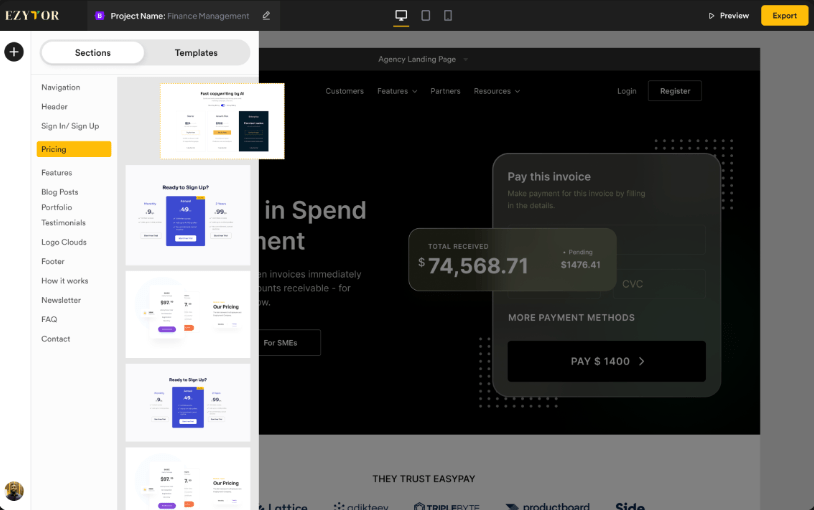 EZYTOR
B Project Name: Finance Management
Preview
Export
Sections
Templates
Navigation
Header
Sign In/ Sign Up
Pricing
Features
Blog Posts
Portfolio
Testimonials
Logo Clouds
Footer
How it works
Newsletter
FAQ
Contact
Fast copywriting by AI
Ready to Sign Up?
.9
.49
.99
Our Pricing
Ready to Sign Up?
.9
.49
.99
Our Pricing
Agency Landing Page
Customers
Features
Partners
Resources
Login
Register
in Spend
ment
en invoices immediately
ounts receivable - for
ow.
For SMEs
Pay this invoice
Make payment for this invoice by filling
in the details.
TOTAL RECEIVED
$ 74,568.71
Pending
$1476.41
CVC
MORE PAYMENT METHODS
PAY $ 1400
THEY TRUST EASYPAY
Lattice
TRIPLEBYTE
productboard
Side